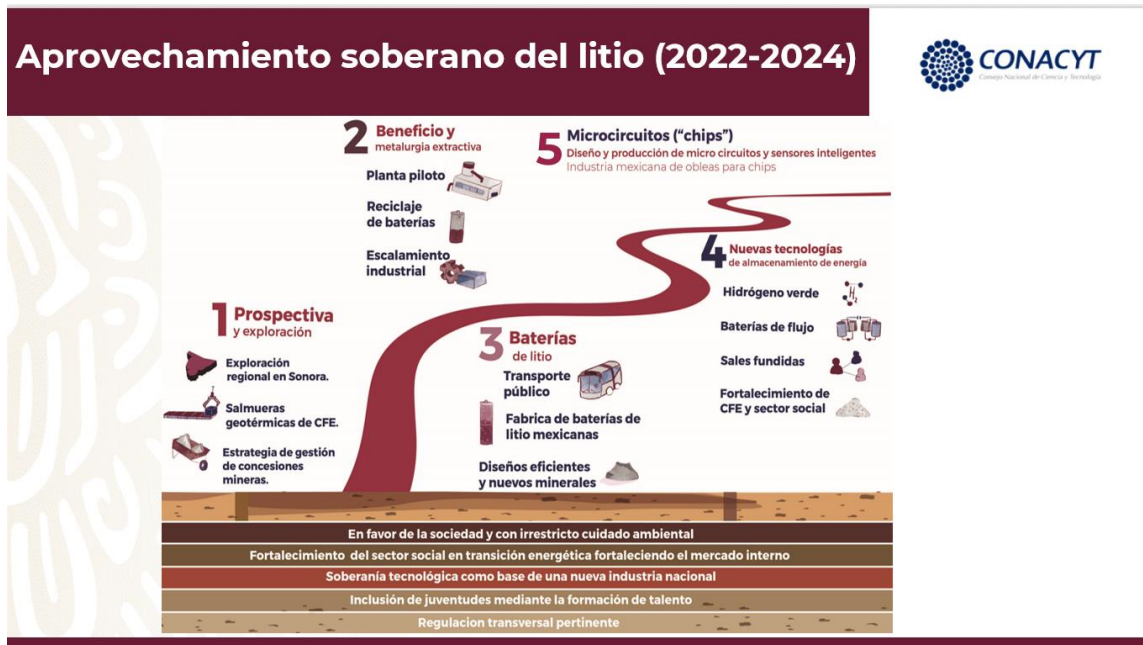 Aprovechamiento soberano del litio (2022-2024)
CONACYT
Consejo Nacional de Ciencia y Tecnología
1 Prospectiva
y exploración
Exploración
regional en Sonora.
Salmueras
geotérmicas de CFE.
Estrategia de gestión
de concesiones
mineras.
2 Beneficio y
metalurgia extractiva
Planta piloto
Reciclaje
de baterías
Escalamiento
industrial
3 Baterías
de litio
Transporte
público
Fabrica de baterías de
litio mexicanas
Diseños eficientes
y nuevos minerales
4 Nuevas tecnologías
de almacenamiento de energía
Hidrógeno verde
H2
Baterías de flujo
Sales fundidas
Fortalecimiento de
CFE y sector social
5 Microcircuitos (“chips”)
Diseño y producción de micro circuitos y sensores inteligentes
Industria mexicana de obleas para chips
En favor de la sociedad y con irrestricto cuidado ambiental
Fortalecimiento del sector social en transición energética fortaleciendo el mercado interno
Soberanía tecnológica como base de una nueva industria nacional
Inclusión de juventudes mediante la formación de talento
Regulacion transversal pertinente